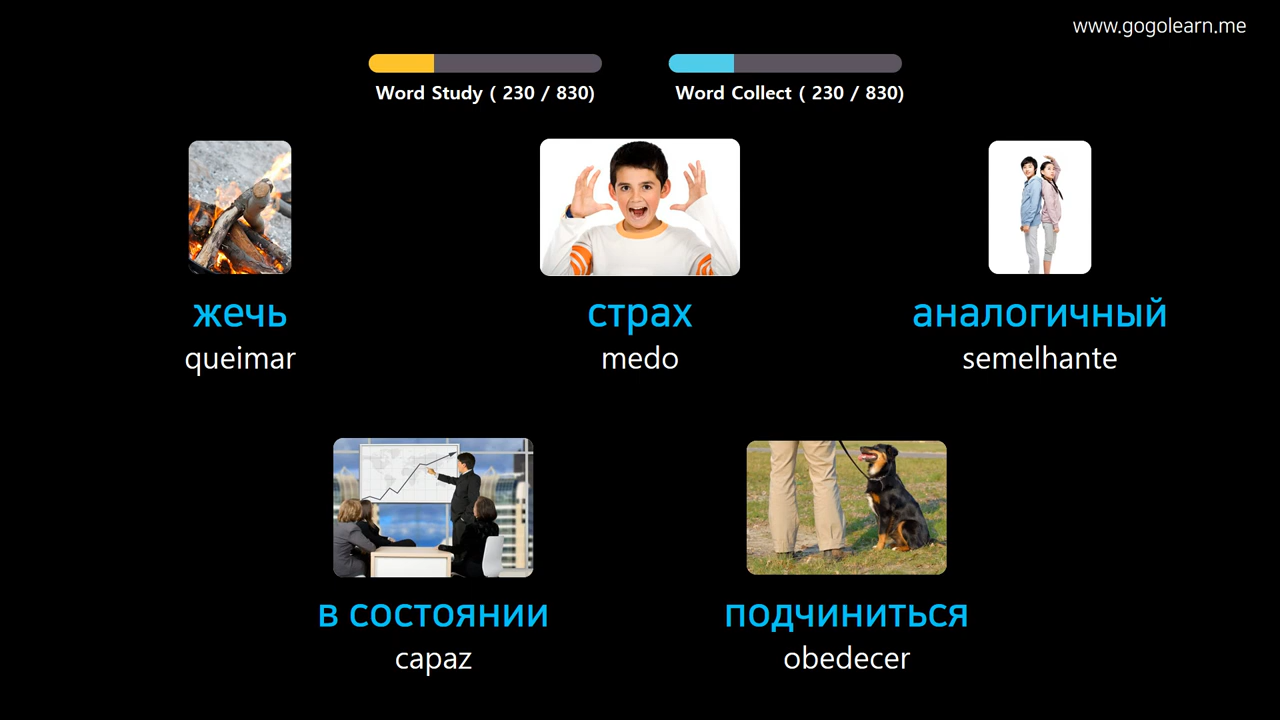 www.gogolearn.me
Word Study ( 230 / 830)
Word Collect ( 230 / 830)
жечь
queimar
страх
medo
аналогичный
semelhante
в состоянии
capaz
подчиниться
obedecer